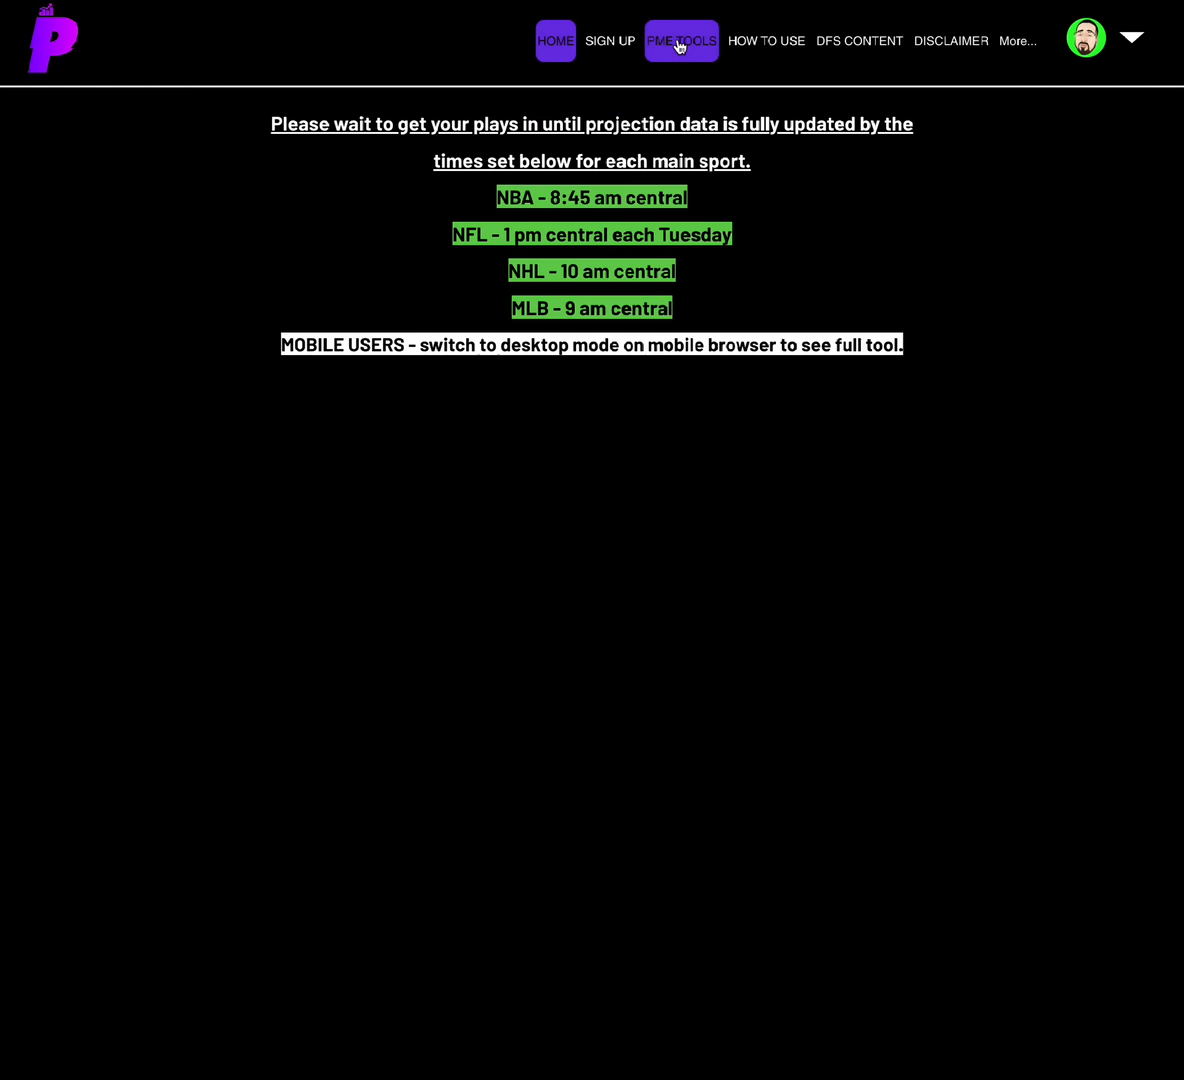 HOME SIGN UP PME TOOLS HOW TO USE DFS CONTENT DISCLAIMER More...
Please wait to get your plays in until projection data is fully updated by the
times set below for each main sport.
NBA - 8:45 am central
NFL - 1 pm central each Tuesday
NHL - 10 am central
MLB - 9 am central
MOBILE USERS - switch to desktop mode on mobile browser to see full tool.